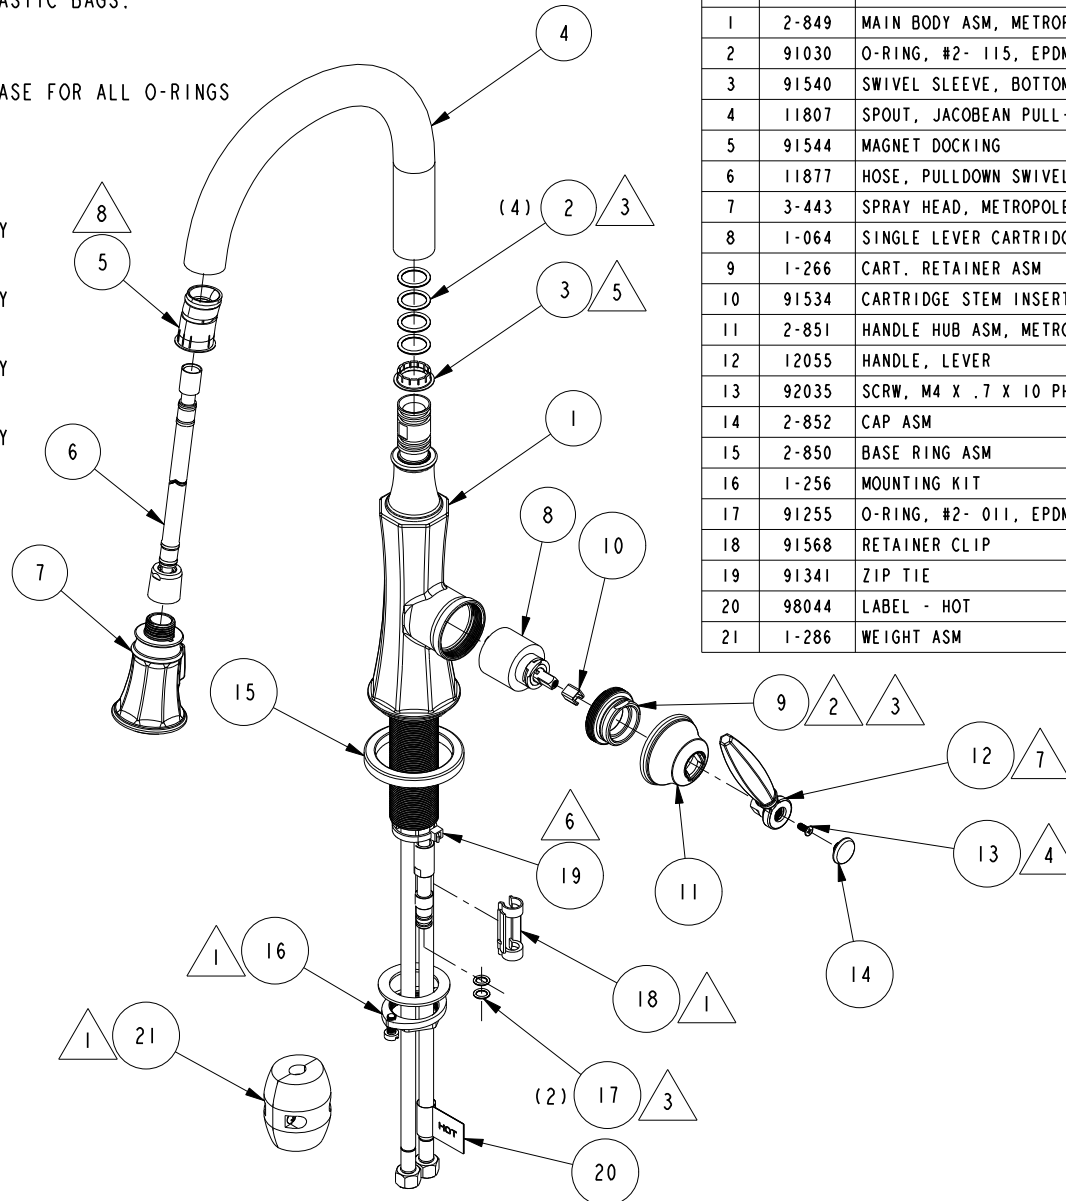 ASTIC BAGS.
ASE FOR ALL O-RINGS
Y
Y
Y
Y
1 2-849 MAIN BODY ASM, METROP
2 91030 O-RING, #2- 115, EPDM
3 91540 SWIVEL SLEEVE, BOTTOM
4 11807 SPOUT, JACOBEAN PULL-
5 91544 MAGNET DOCKING
6 11877 HOSE, PULLDOWN SWIVEL
7 3-443 SPRAY HEAD, METROPOLE
8 1-064 SINGLE LEVER CARTRIDG
9 1-266 CART. RETAINER ASM
10 91534 CARTRIDGE STEM INSERT
11 2-851 HANDLE HUB ASM, METRO
12 12055 HANDLE, LEVER
13 92035 SCRW, M4 X .7 X 10 PH
14 2-852 CAP ASM
15 2-850 BASE RING ASM
16 1-256 MOUNTING KIT
17 91255 O-RING, #2- 011, EPDM
18 91568 RETAINER CLIP
19 91341 ZIP TIE
20 98044 LABEL - HOT
21 1-286 WEIGHT ASM
4
(4) 2 3
8
5
3 5
1
6
8
10
7
15
9 2 3
12 7
6
19
13 4
11
14
1 16
18 1
1 21
(2) 17 3
HOT
20